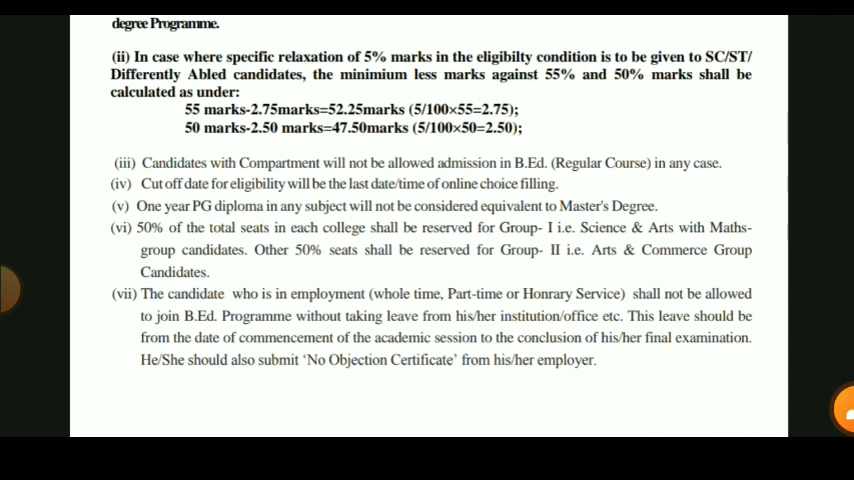 degree Programme.
(ii) In case where specific relaxation of 5% marks in the eligibilty condition is to be given to SC/ST/
Differently Abled candidates, the minimium less marks against 55% and 50% marks shall be
calculated as under:
55 marks-2.75marks=52.25marks (5/100×55=2.75);
50 marks-2.50 marks=47.50marks (5/100×50=2.50);
(iii) Candidates with Compartment will not be allowed admission in B.Ed. (Regular Course) in any case.
(iv) Cut off date for eligibility will be the last date/time of online choice filling.
(v) One year PG diploma in any subject will not be considered equivalent to Master's Degree.
(vi) 50% of the total seats in each college shall be reserved for Group- I i.e. Science & Arts with Maths-
group candidates. Other 50% seats shall be reserved for Group- II i.e. Arts & Commerce Group
Candidates.
(vii) The candidate who is in employment (whole time, Part-time or Honrary Service) shall not be allowed
to join B.Ed. Programme without taking leave from his/her institution/office etc. This leave should be
from the date of commencement of the academic session to the conclusion of his/her final examination.
He/She should also submit ‘No Objection Certificate’ from his/her employer.